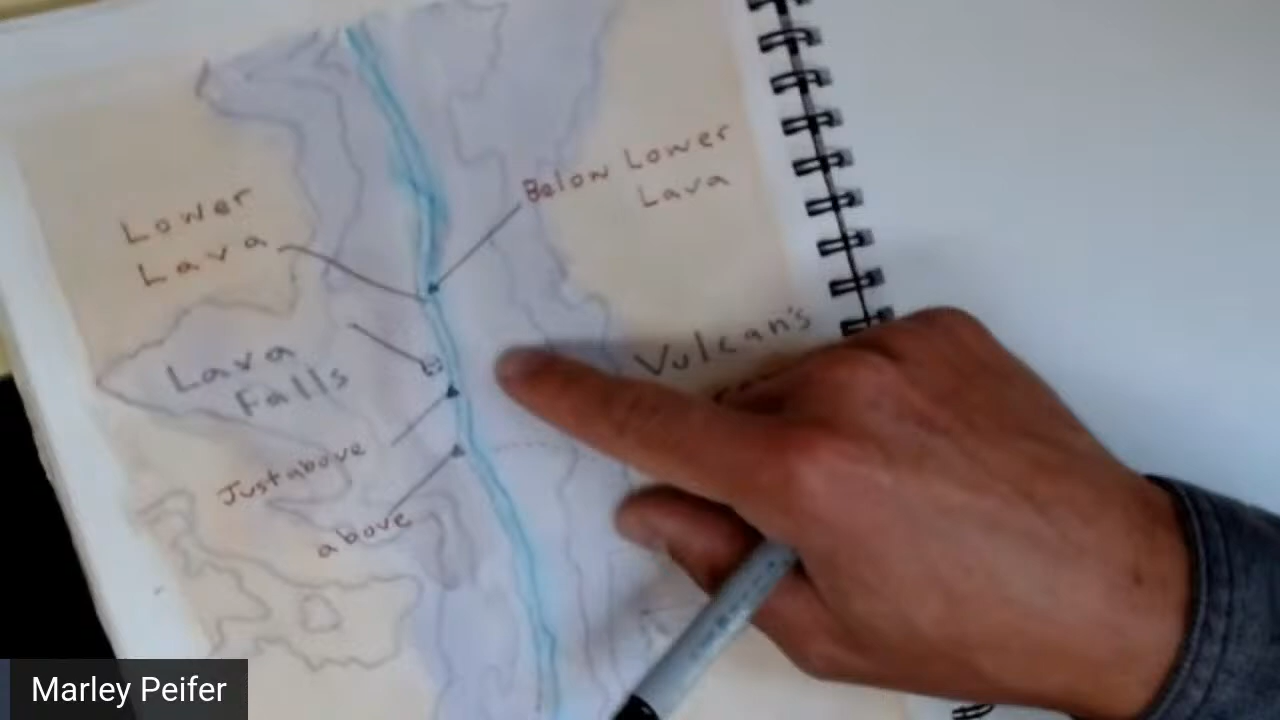 Below Lower
Lava
Lower
Lava
Vulcan's
Lava
Falls
Just above
above
Marley Peifer